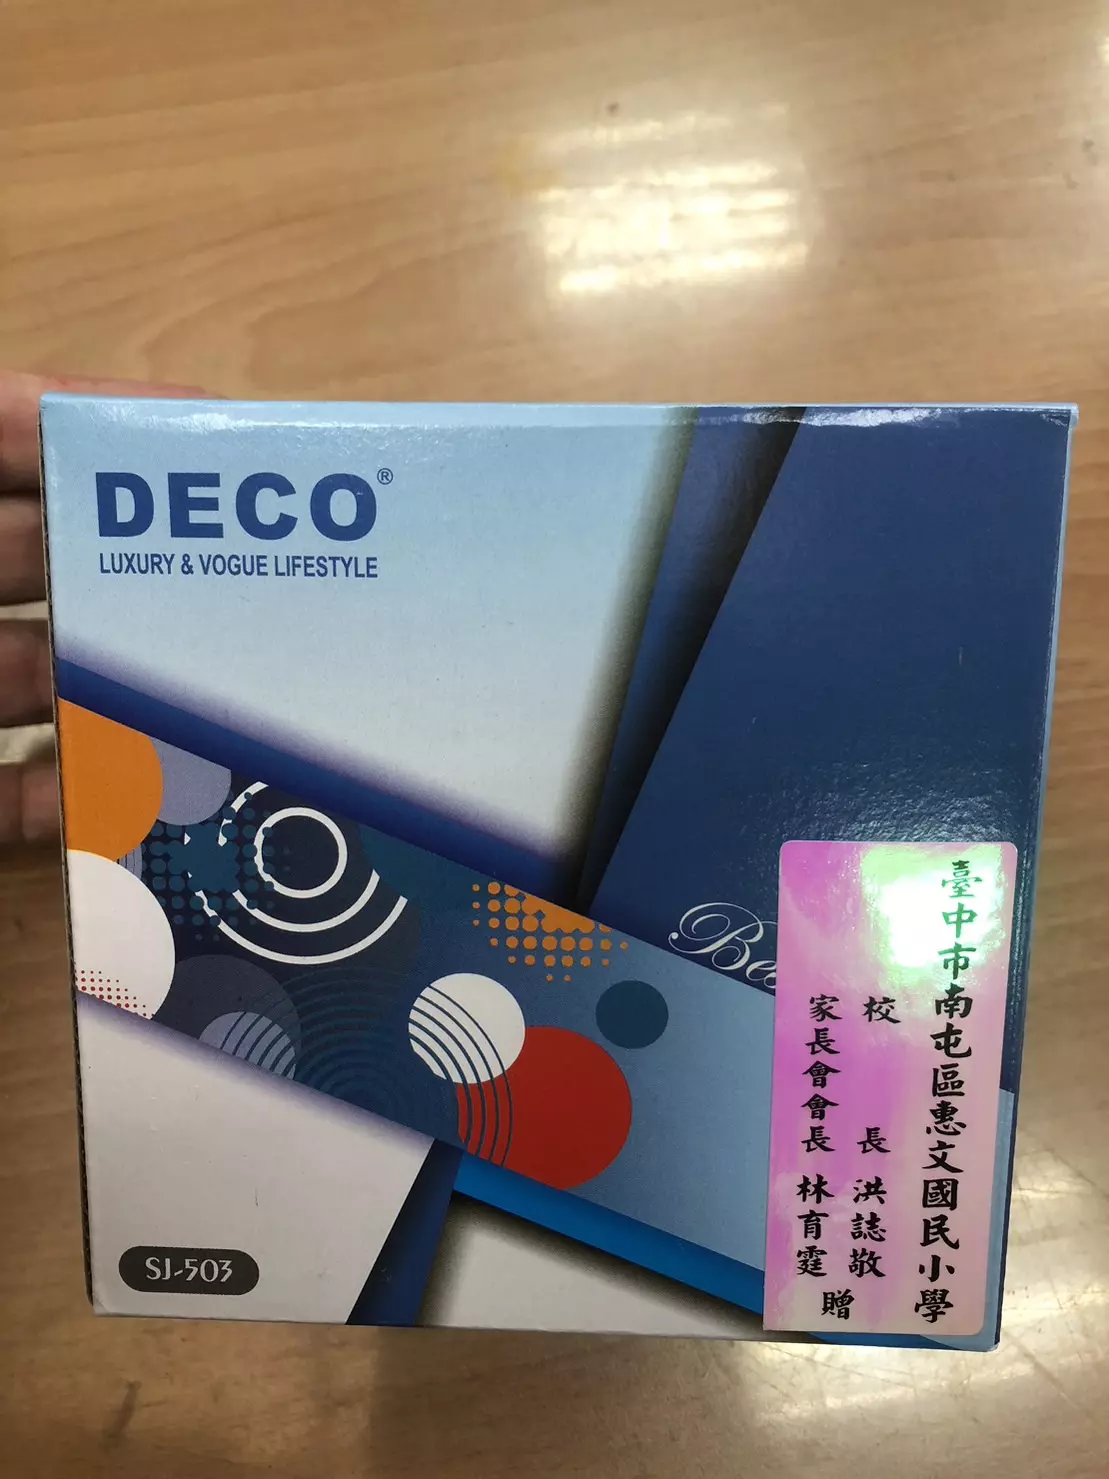 DECO®
LUXURY & VOGUE LIFESTYLE
SJ-503
臺中市南屯區惠文國民小學
校長 洪誌敬
家長會會長 林育霆
贈